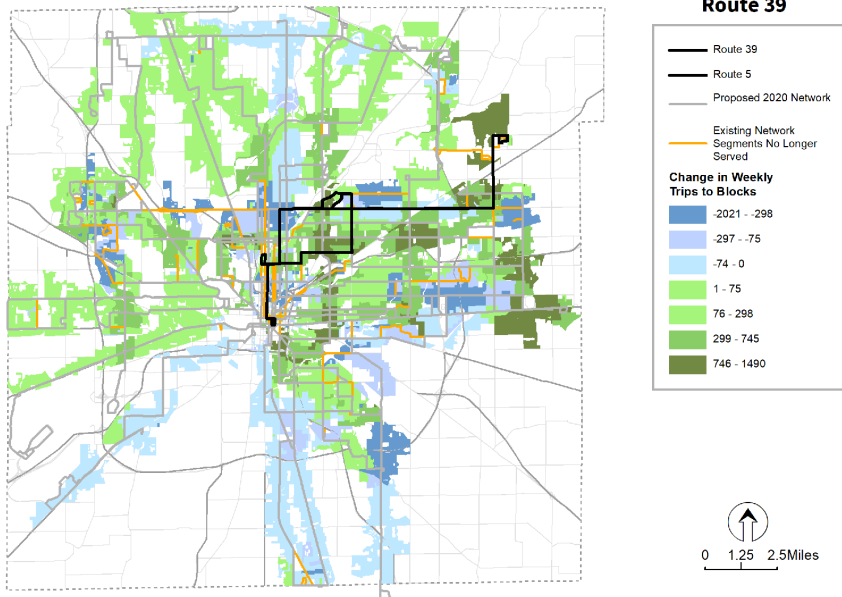 Route 39
Route 39
Route 5
Proposed 2020 Network
Existing Network
Segments No Longer
Served
Change in Weekly
Trips to Blocks
-2021 - -298
-297 - -75
-74 - 0
1 - 75
76 - 298
299 - 745
746 - 1490
0 1.25 2.5Miles